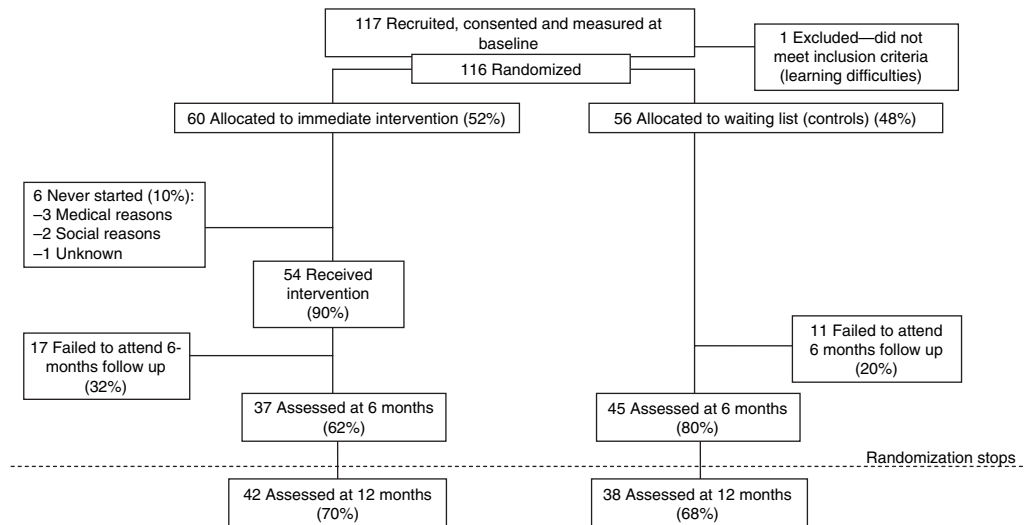 117 Recruited, consented and measured at
baseline
1 Excluded—did not
meet inclusion criteria
(learning difficulties)
116 Randomized
60 Allocated to immediate intervention (52%)
56 Allocated to waiting list (controls) (48%)
6 Never started (10%):
–3 Medical reasons
–2 Social reasons
–1 Unknown
54 Received
intervention
(90%)
17 Failed to attend 6-
months follow up
(32%)
11 Failed to attend
6 months follow up
(20%)
37 Assessed at 6 months
(62%)
45 Assessed at 6 months
(80%)
Randomization stops
42 Assessed at 12 months
(70%)
38 Assessed at 12 months
(68%)